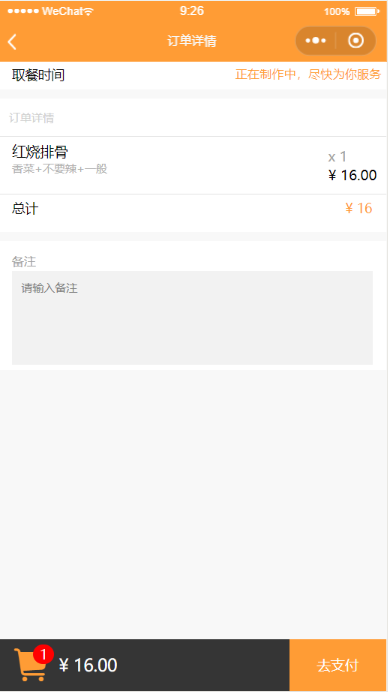 WeChat 9:26 100%
订单详情
取餐时间 正在制作中，尽快为你服务
订单详情
红烧排骨
香菜+不要辣+一般
x 1
¥ 16.00
总计 ¥ 16
备注
请输入备注
1
¥ 16.00 去支付